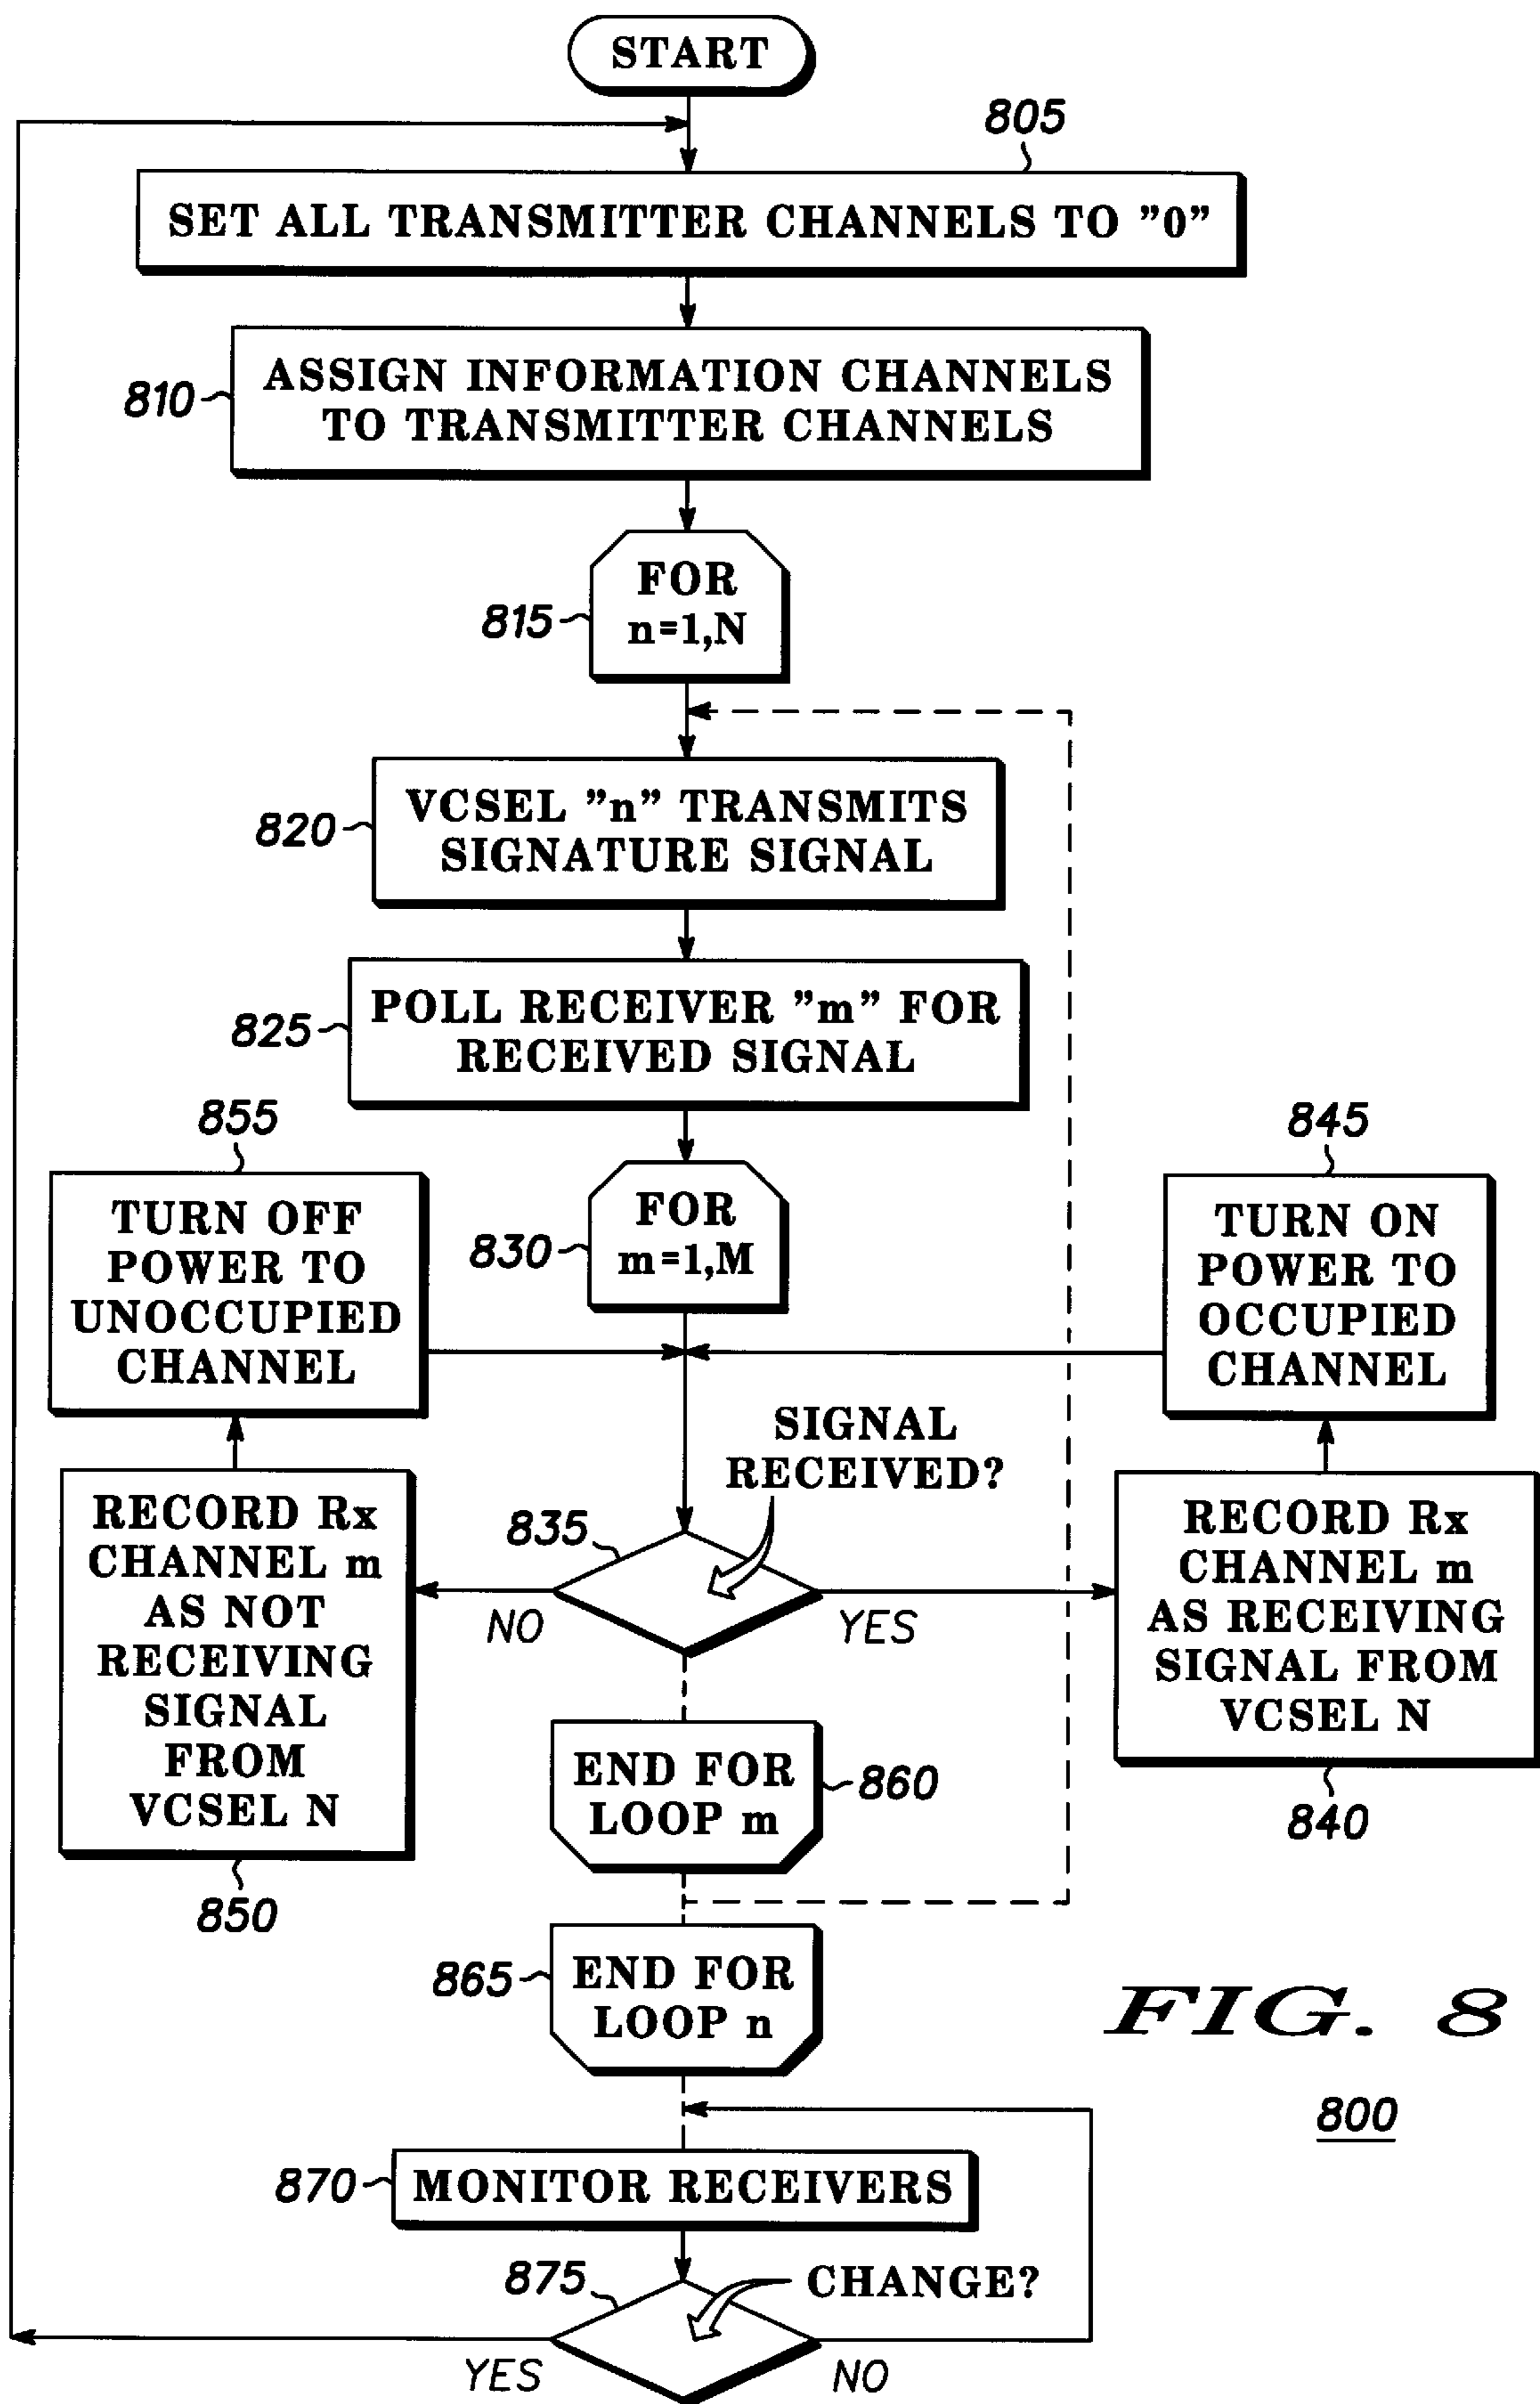 START
805
SET ALL TRANSMITTER CHANNELS TO ”0”
810
ASSIGN INFORMATION CHANNELS
TO TRANSMITTER CHANNELS
815
FOR
n=1,N
820
VCSEL ”n” TRANSMITS
SIGNATURE SIGNAL
825
POLL RECEIVER ”m” FOR
RECEIVED SIGNAL
855
TURN OFF
POWER TO
UNOCCUPIED
CHANNEL
830
FOR
m=1,M
845
TURN ON
POWER TO
OCCUPIED
CHANNEL
SIGNAL
RECEIVED?
835
NO
YES
RECORD Rx
CHANNEL m
AS NOT
RECEIVING
SIGNAL
FROM
VCSEL N
850
RECORD Rx
CHANNEL m
AS RECEIVING
SIGNAL FROM
VCSEL N
840
END FOR
LOOP m
860
865
END FOR
LOOP n
FIG. 8
800
870
MONITOR RECEIVERS
875
CHANGE?
YES
NO